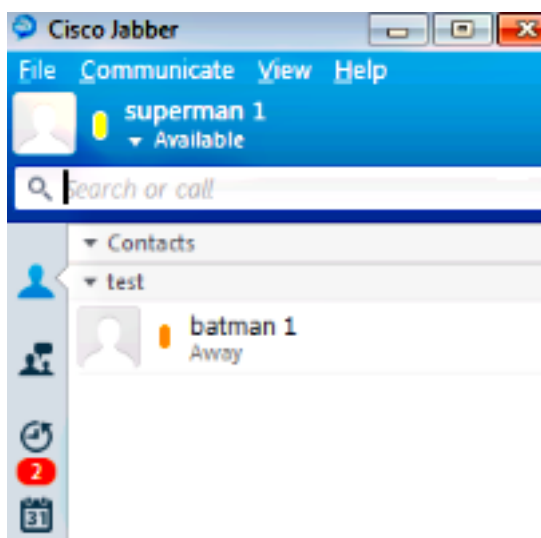 Cisco Jabber
File Communicate View Help
superman 1
Available
Search or call
Contacts
test
batman 1
Away
2
31